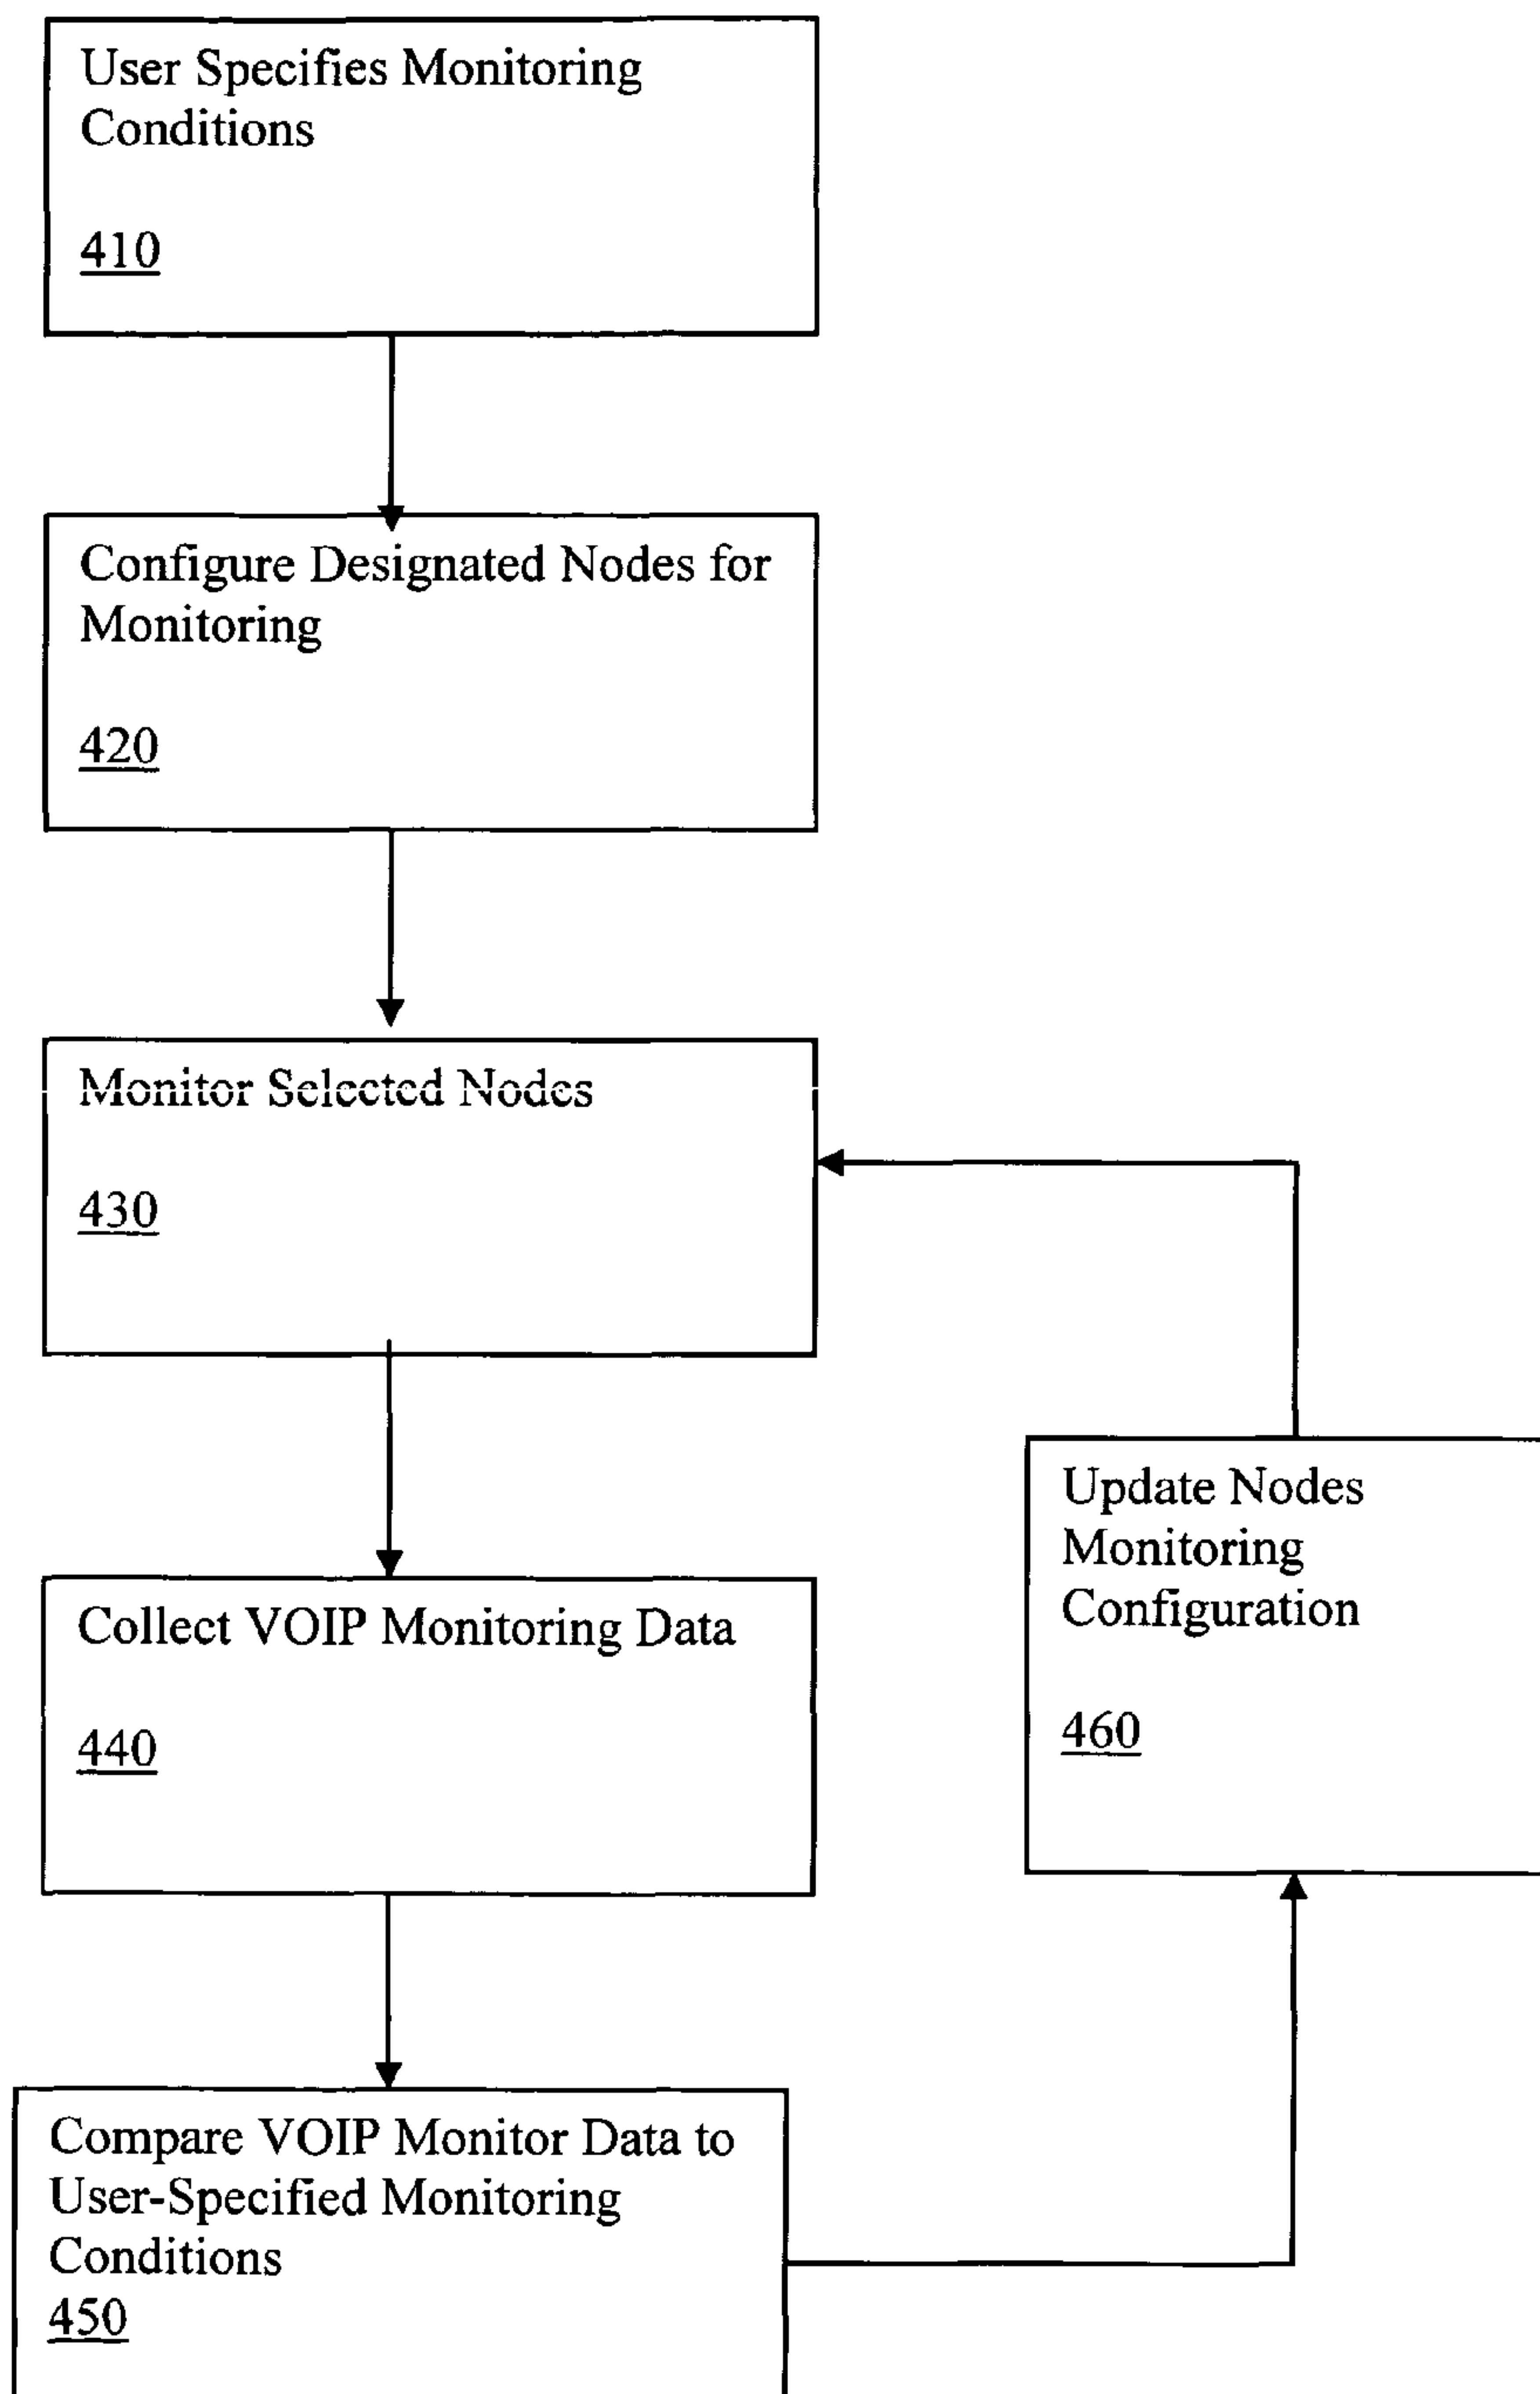 User Specifies Monitoring
Conditions
410
Configure Designated Nodes for
Monitoring
420
Monitor Selected Nodes
430
Collect VOIP Monitoring Data
440
Update Nodes
Monitoring
Configuration
460
Compare VOIP Monitor Data to
User-Specified Monitoring
Conditions
450